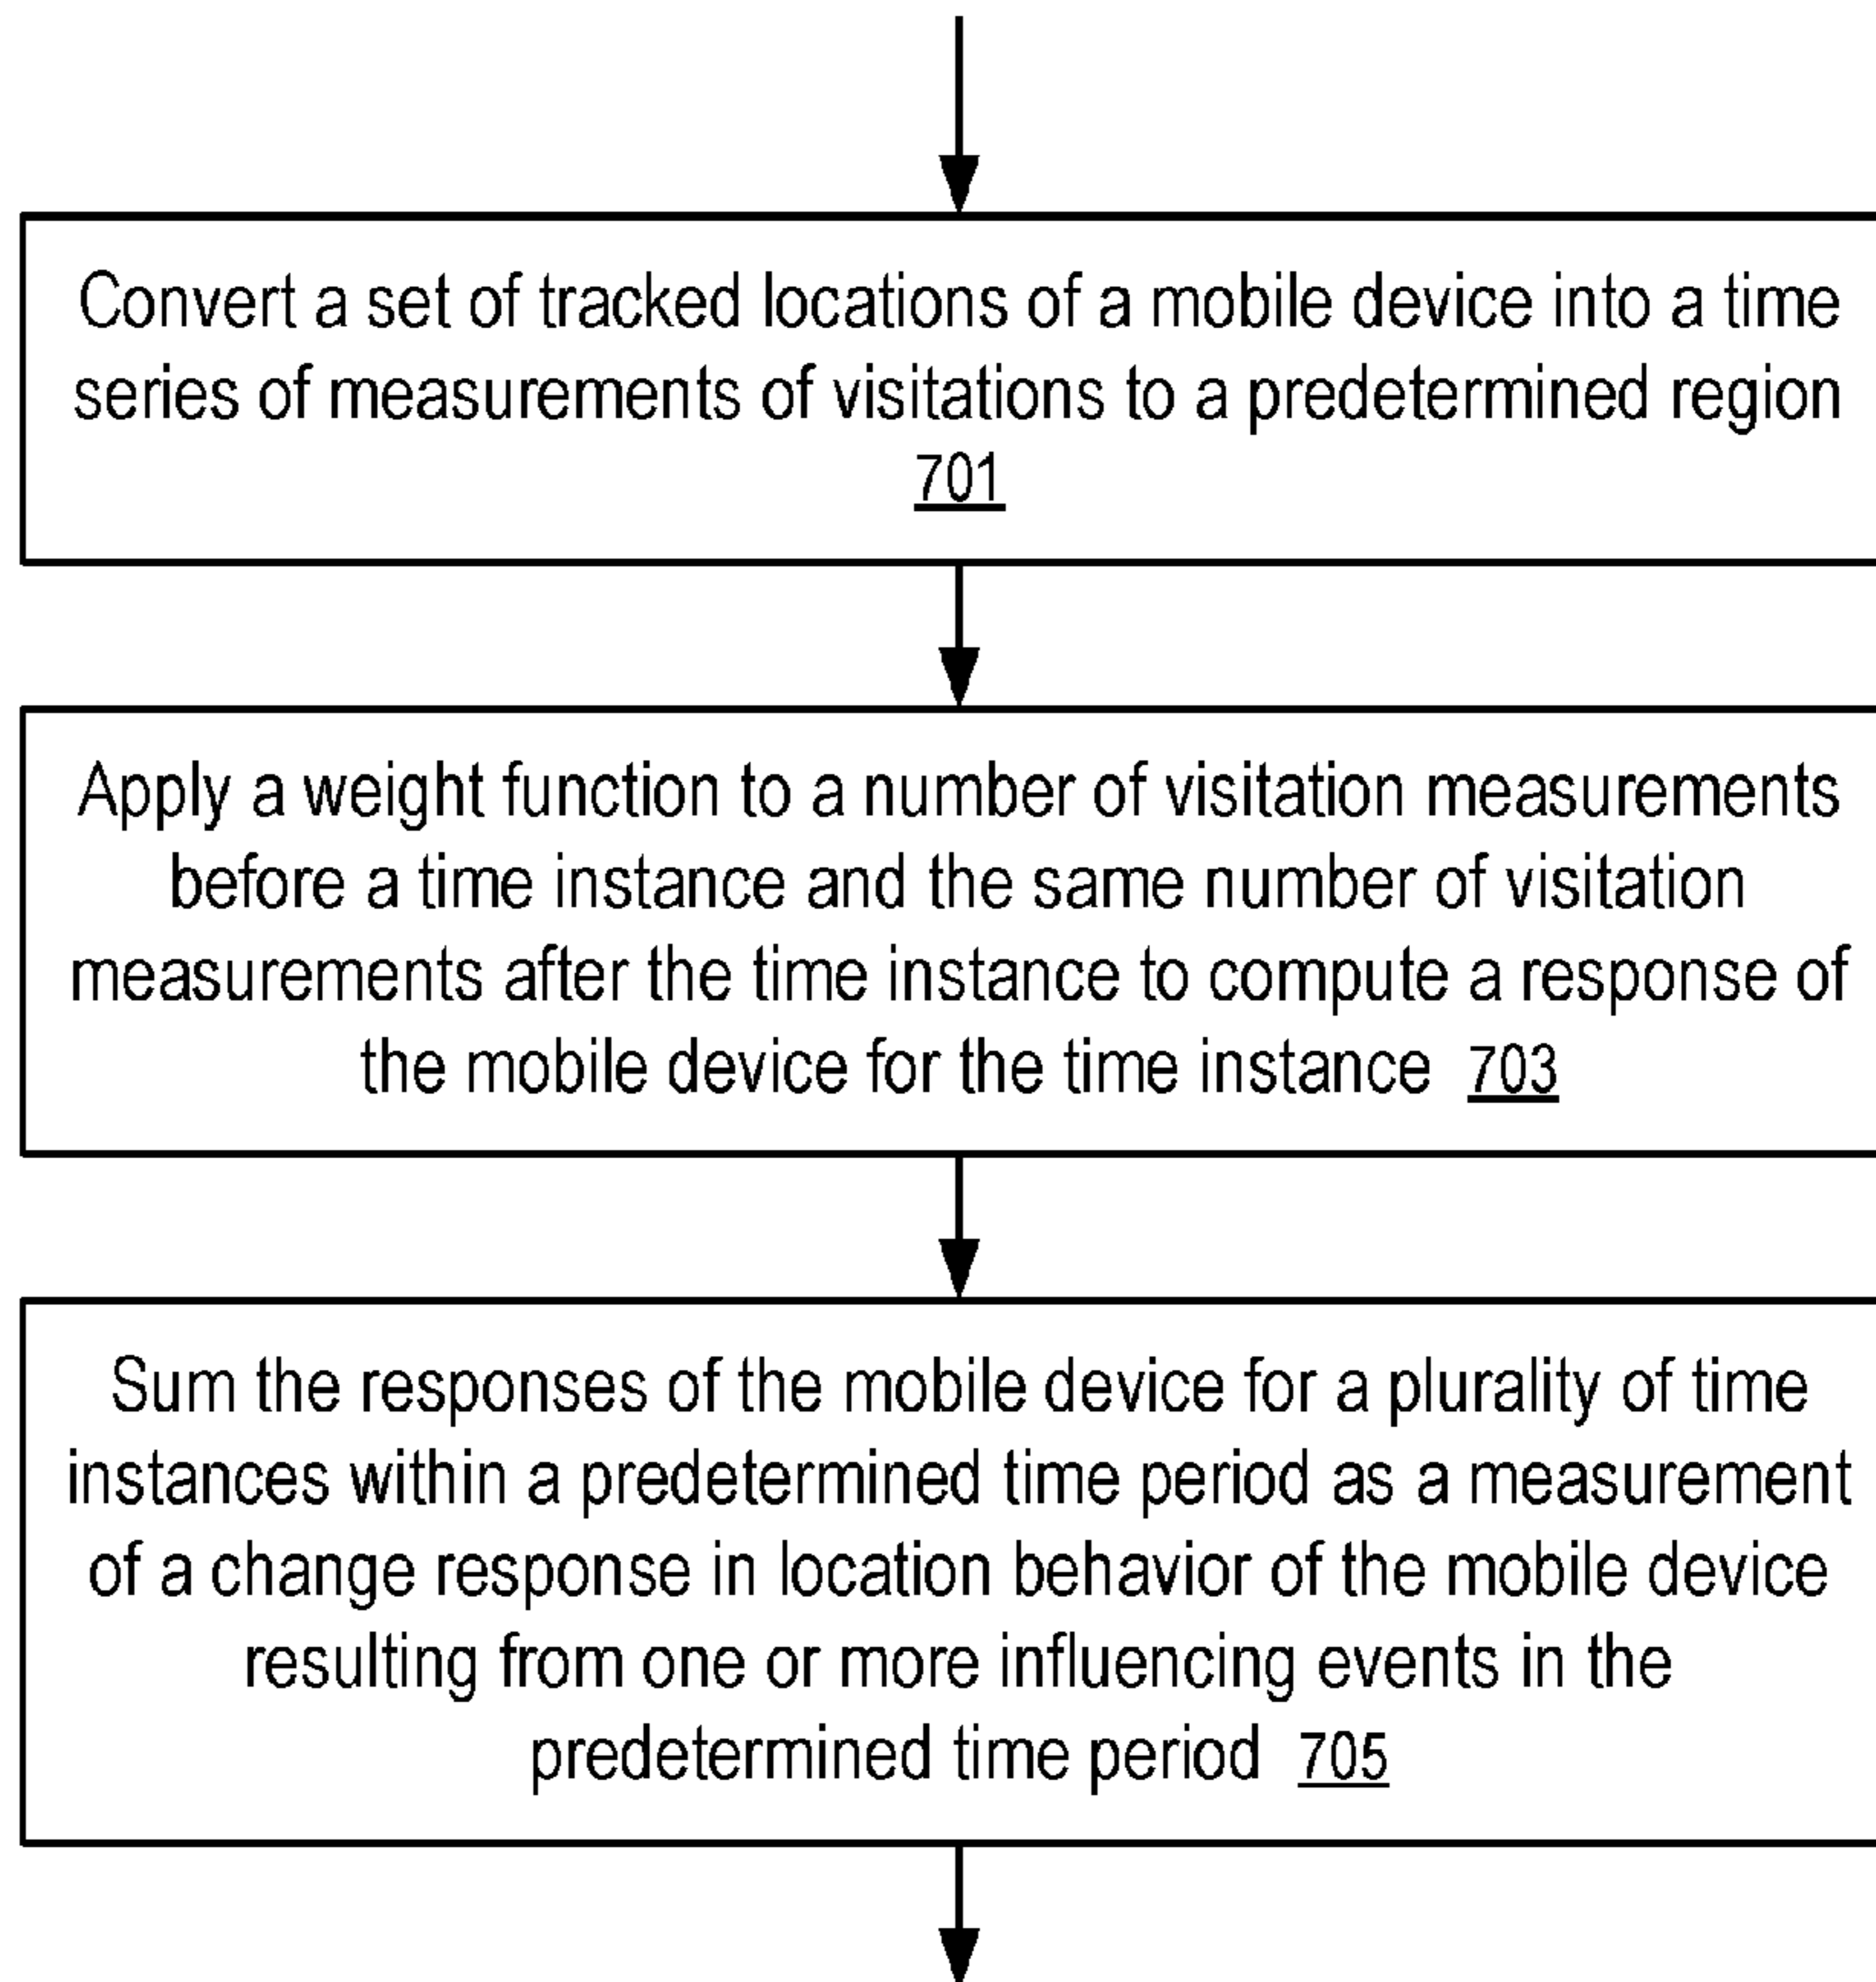 Convert a set of tracked locations of a mobile device into a time
series of measurements of visitations to a predetermined region
701
Apply a weight function to a number of visitation measurements
before a time instance and the same number of visitation
measurements after the time instance to compute a response of
the mobile device for the time instance 703
Sum the responses of the mobile device for a plurality of time
instances within a predetermined time period as a measurement
of a change response in location behavior of the mobile device
resulting from one or more influencing events in the
predetermined time period 705